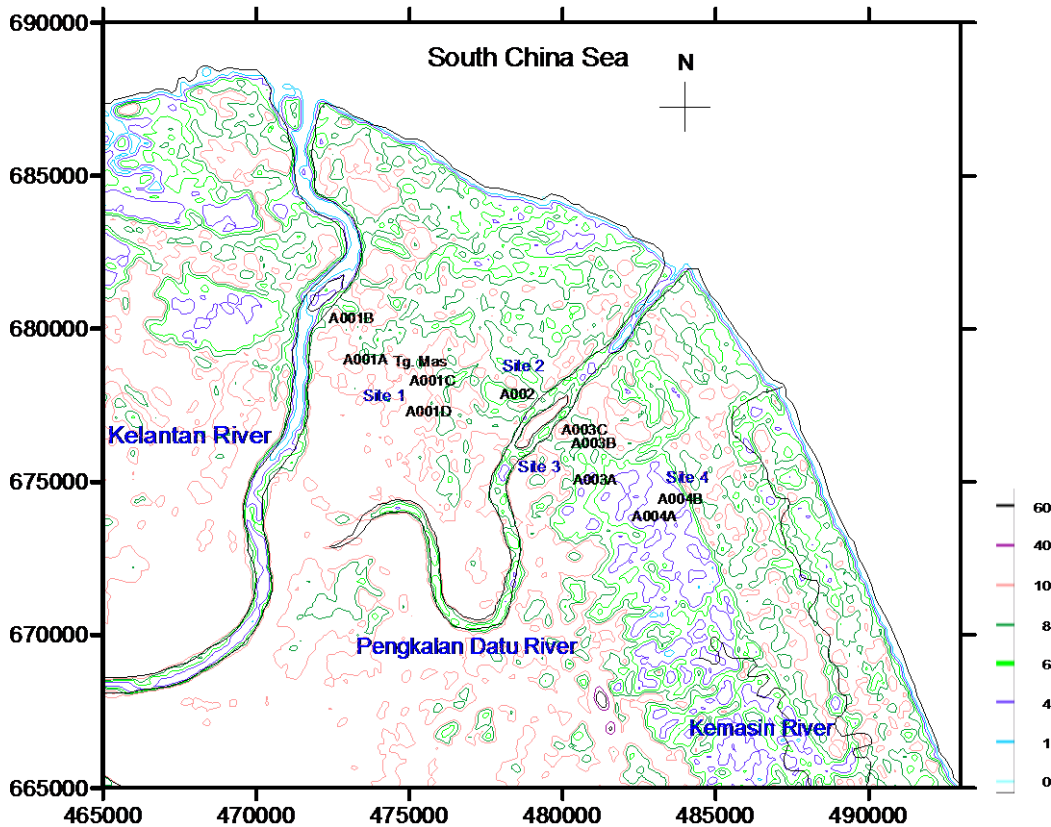 690000
South China Sea
N
685000
680000
A001B
A001A Tg. Mas
Site 2
A001C
Site 1
A002
A001D
Kelantan River
A003C
A003B
Site 3
675000
A003A
Site 4
A004B
A004A
670000
Pengkalan Datu River
Kemasin River
665000
465000 470000 475000 480000 485000 490000
60
40
10
8
6
4
1
0